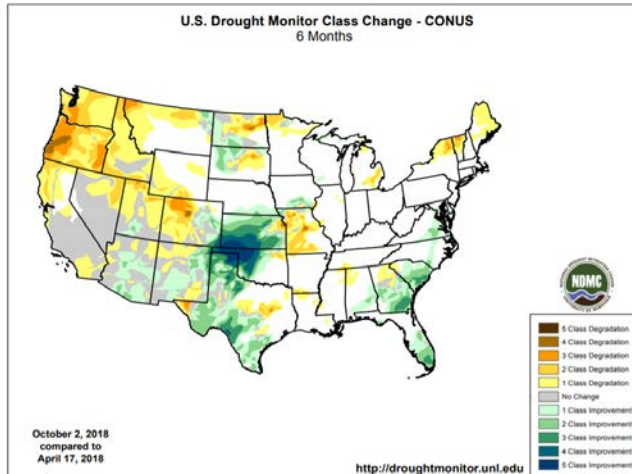 U.S. Drought Monitor Class Change - CONUS
6 Months
NDMC
5 Class Degradation
4 Class Degradation
3 Class Degradation
2 Class Degradation
1 Class Degradation
No Change
1 Class Improvement
2 Class Improvement
3 Class Improvement
4 Class Improvement
5 Class Improvement
October 2, 2018
compared to
April 17, 2018
http://droughtmonitor.unl.edu